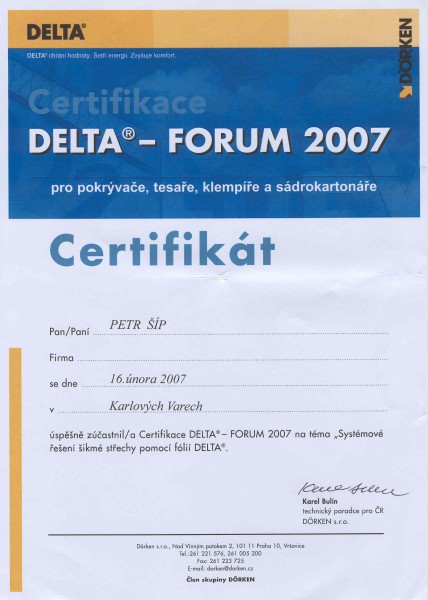 DELTA®
DELTA® chrání hodnoty. Šetří energii. Zvyšuje komfort.
DÖRKEN
Certifikace
DELTA® – FORUM 2007
pro pokrývače, tesaře, klempíře a sádrokartonáře
Certifikát
Pan/Paní PETR ŠÍP
Firma
se dne 16.února 2007
v Karlových Varech
úspěšně zúčastnil/a Certifikace DELTA® – FORUM 2007 na téma „Systémové
řešení šikmé střechy pomocí fólií DELTA®.
Karel Bulín
technický poradce pro ČR
DÖRKEN s.r.o.
Dörken s.r.o., Nad Vinným potokem 2, 101 11 Praha 10, Vršovice
Tel.:261 221 576, 261 005 200
Fax: 261 223 725
E-mail: dorken@dorken.cz
Člen skupiny DÖRKEN